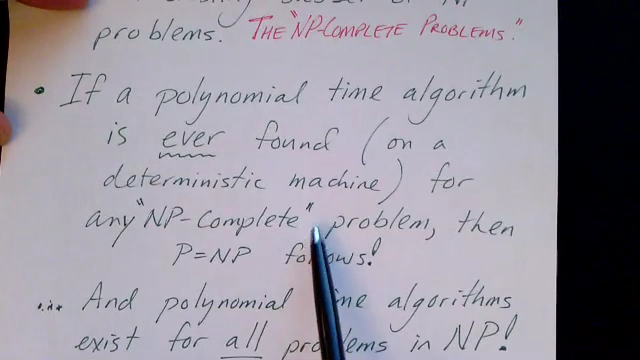 problems. THE "NP-COMPLETE PROBLEMS."
• If a polynomial time algorithm
is ever found (on a
deterministic machine) for
any "NP-Complete" problem, then
P=NP follows!
And polynomial time algorithms
exist for all problems in NP!